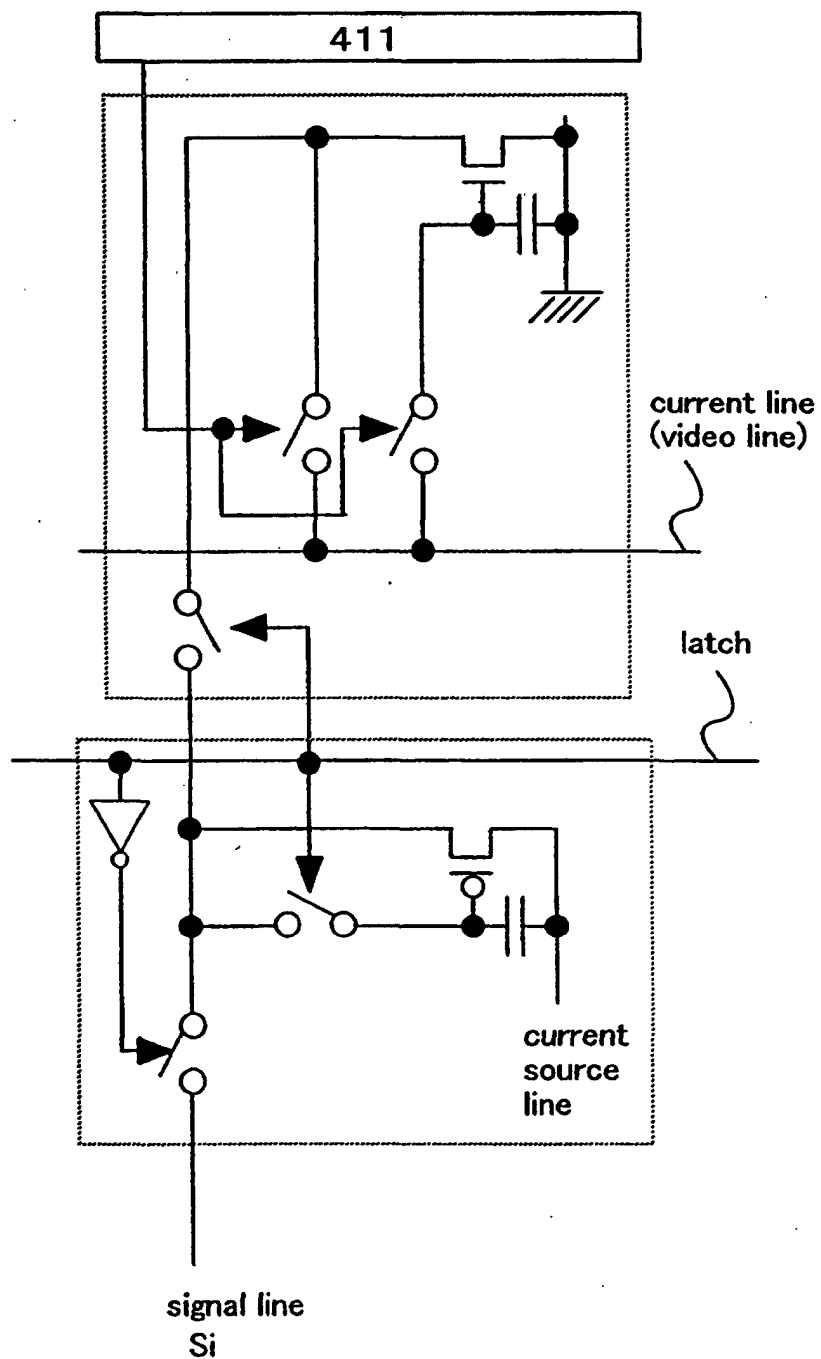 411
current line
(video line)
latch
current
source
line
signal line
Si